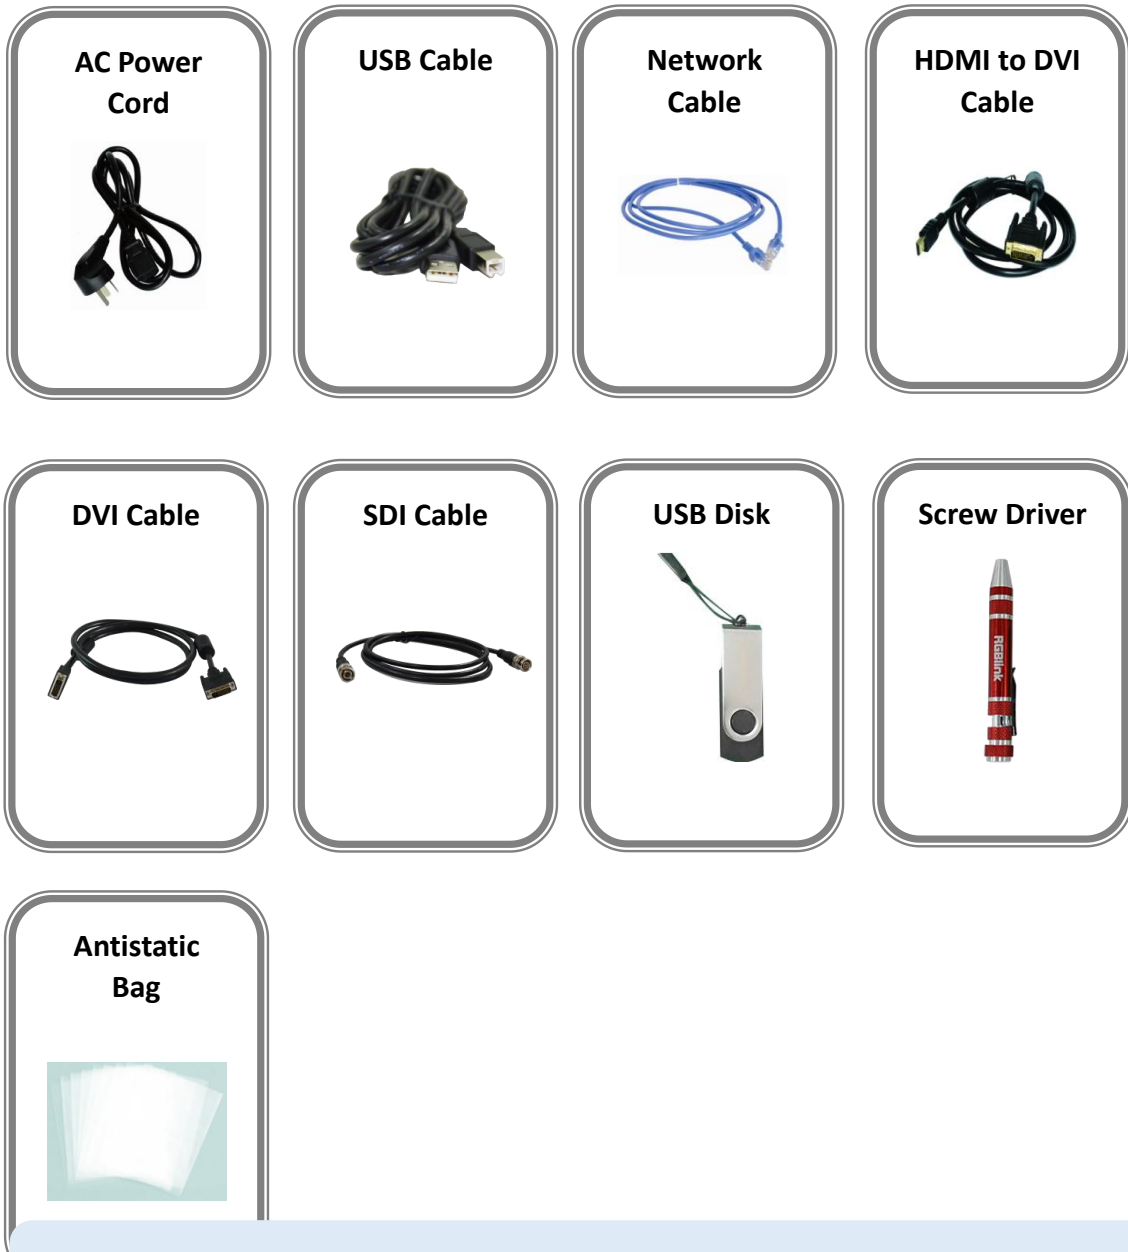 AC Power
Cord
USB Cable
Network
Cable
HDMI to DVI
Cable
DVI Cable
SDI Cable
USB Disk
Screw Driver
RGBlink
Antistatic
Bag